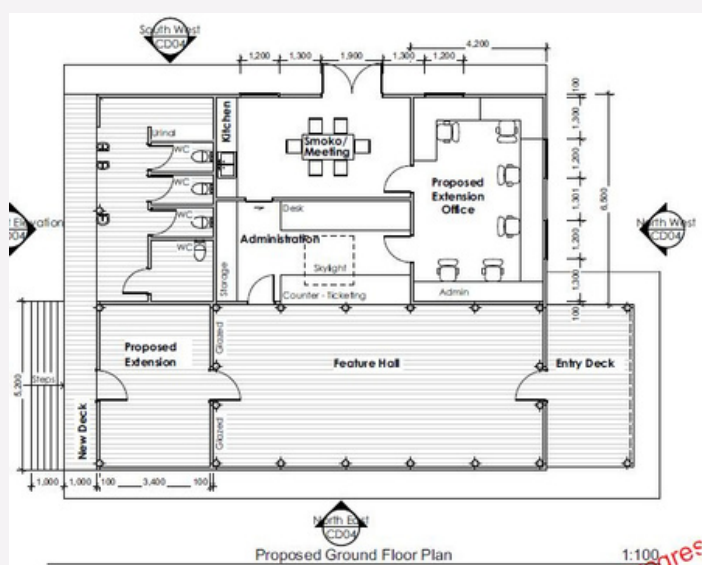 South West
CD04
4,200
1,200
1,300
1,900
1,300
1,200
Urinal
WC
WC
WC
WC
Kitchen
Smoko/
Meeting
Proposed
Extension
Office
100
1,300
1,200
1,301
1,200
1,300
100
6,500
Elevation
North West
CD04
Desk
Administration
Skylight
Storage
Counter - Ticketing
Admin
Proposed
Extension
Glazed
Glazed
Feature Hall
Entry Deck
Steps
5,200
New Deck
1,000
1,000
100
3,400
100
North East
CD04
Proposed Ground Floor Plan
1:100